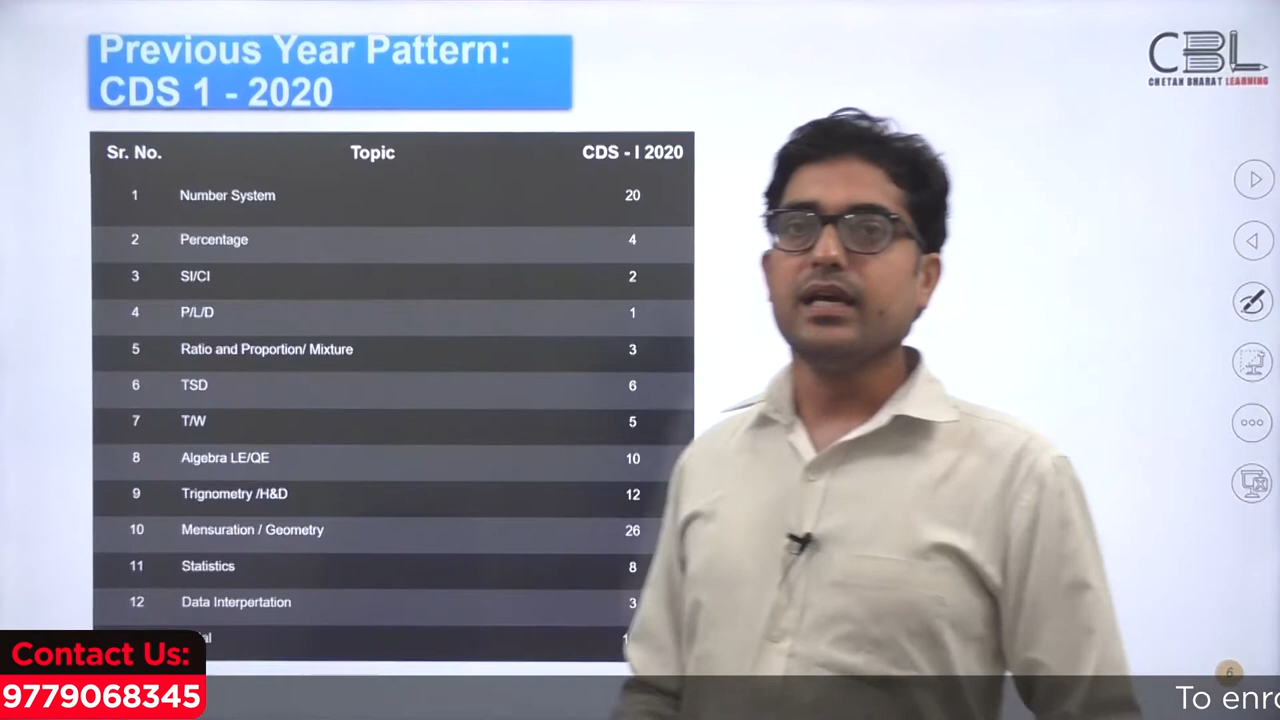 Previous Year Pattern:
CDS 1 - 2020
CBL
CHETAN BHARAT LEARNING
Sr. No. Topic CDS - I 2020
1 Number System 20
2 Percentage 4
3 SI/CI 2
4 P/L/D 1
5 Ratio and Proportion/ Mixture 3
6 TSD 6
7 T/W 5
8 Algebra LE/QE 10
9 Trignometry /H&D 12
10 Mensuration / Geometry 26
11 Statistics 8
12 Data Interpertation 3
Contact Us:
9779068345
6
To